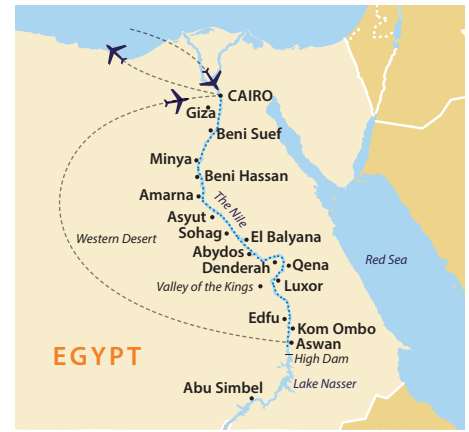 CAIRO
Giza
Beni Suef
Minya
Beni Hassan
Amarna
The Nile
Asyut
Sohag
El Balyana
Western Desert
Abydos
Red Sea
Denderah
Qena
Valley of the Kings
Luxor
Edfu
Kom Ombo
Aswan
EGYPT
High Dam
Lake Nasser
Abu Simbel